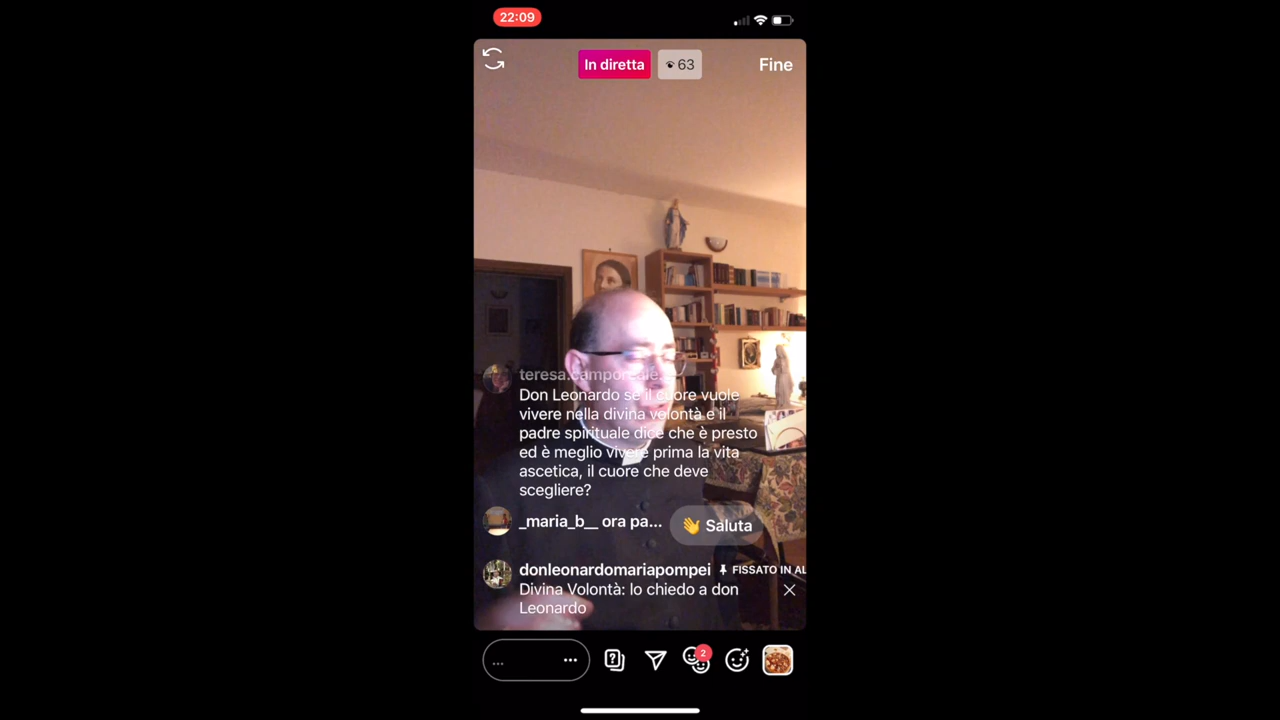 22:09
In diretta
63
Fine
teresa.camporeale.
Don Leonardo se il cuore vuole
vivere nella divina volontà e il
padre spirituale dice che è presto
ed è meglio vivere prima la vita
ascetica, il cuore che deve
scegliere?
_maria_b__ ora pa...
👋 Saluta
donleonardomariapompei FISSATO IN AL
Divina Volontà: Io chiedo a don
Leonardo
...
2